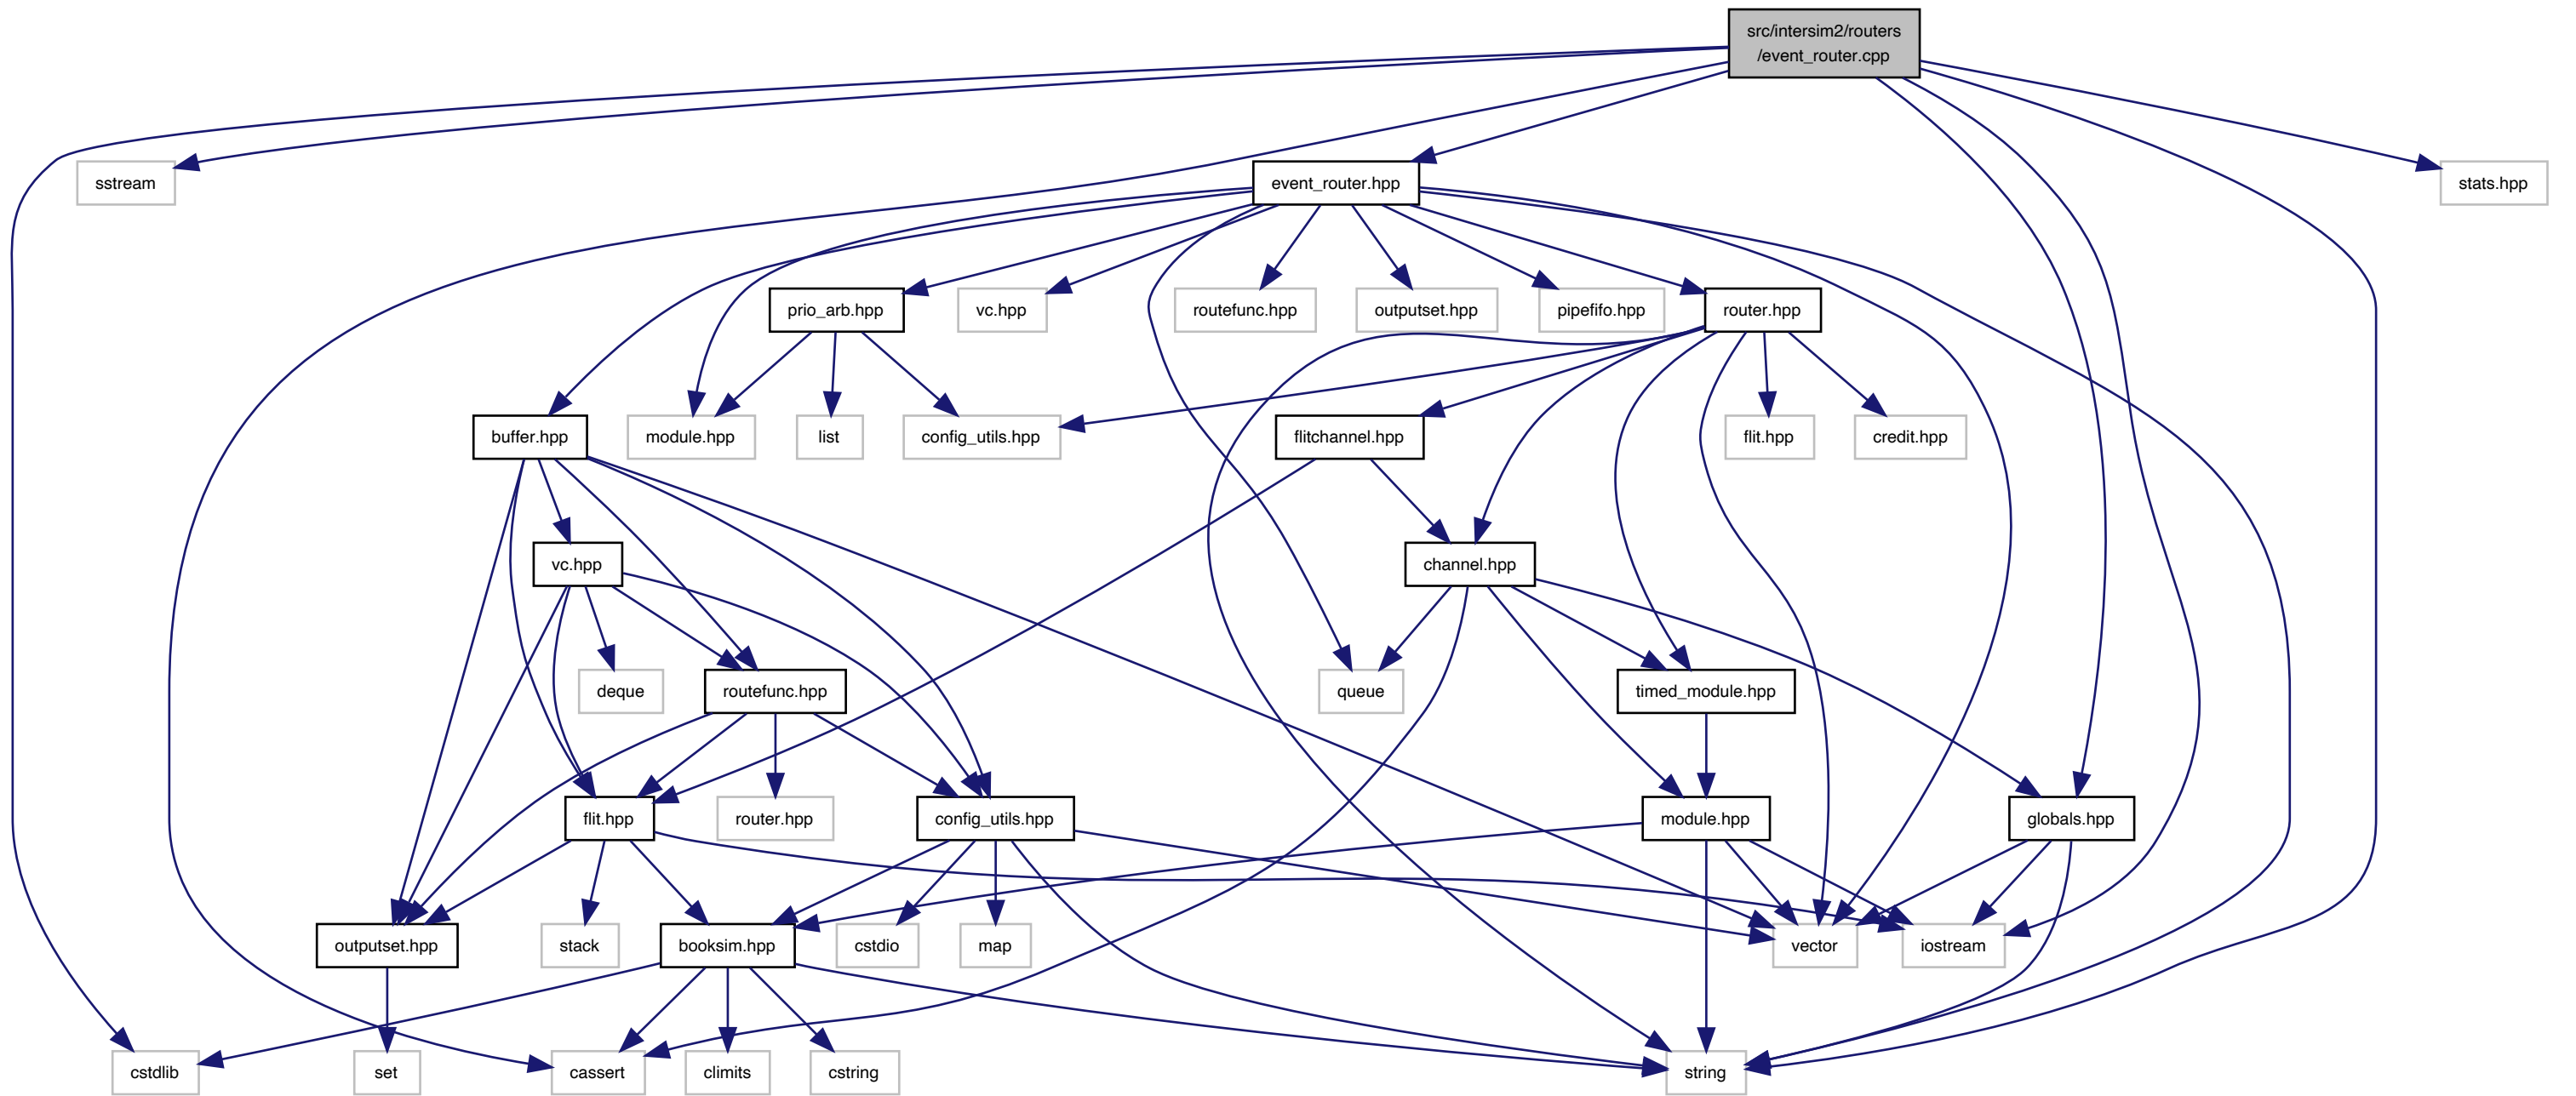 src/intersim2/routers
/event_router.cpp
sstream
event_router.hpp
stats.hpp
prio_arb.hpp
vc.hpp
routefunc.hpp
outputset.hpp
pipefifo.hpp
router.hpp
buffer.hpp
module.hpp
list
config_utils.hpp
flitchannel.hpp
flit.hpp
credit.hpp
vc.hpp
channel.hpp
deque
routefunc.hpp
queue
timed_module.hpp
flit.hpp
router.hpp
config_utils.hpp
module.hpp
globals.hpp
outputset.hpp
stack
booksim.hpp
cstdio
map
vector
iostream
cstdlib
set
cassert
climits
cstring
string